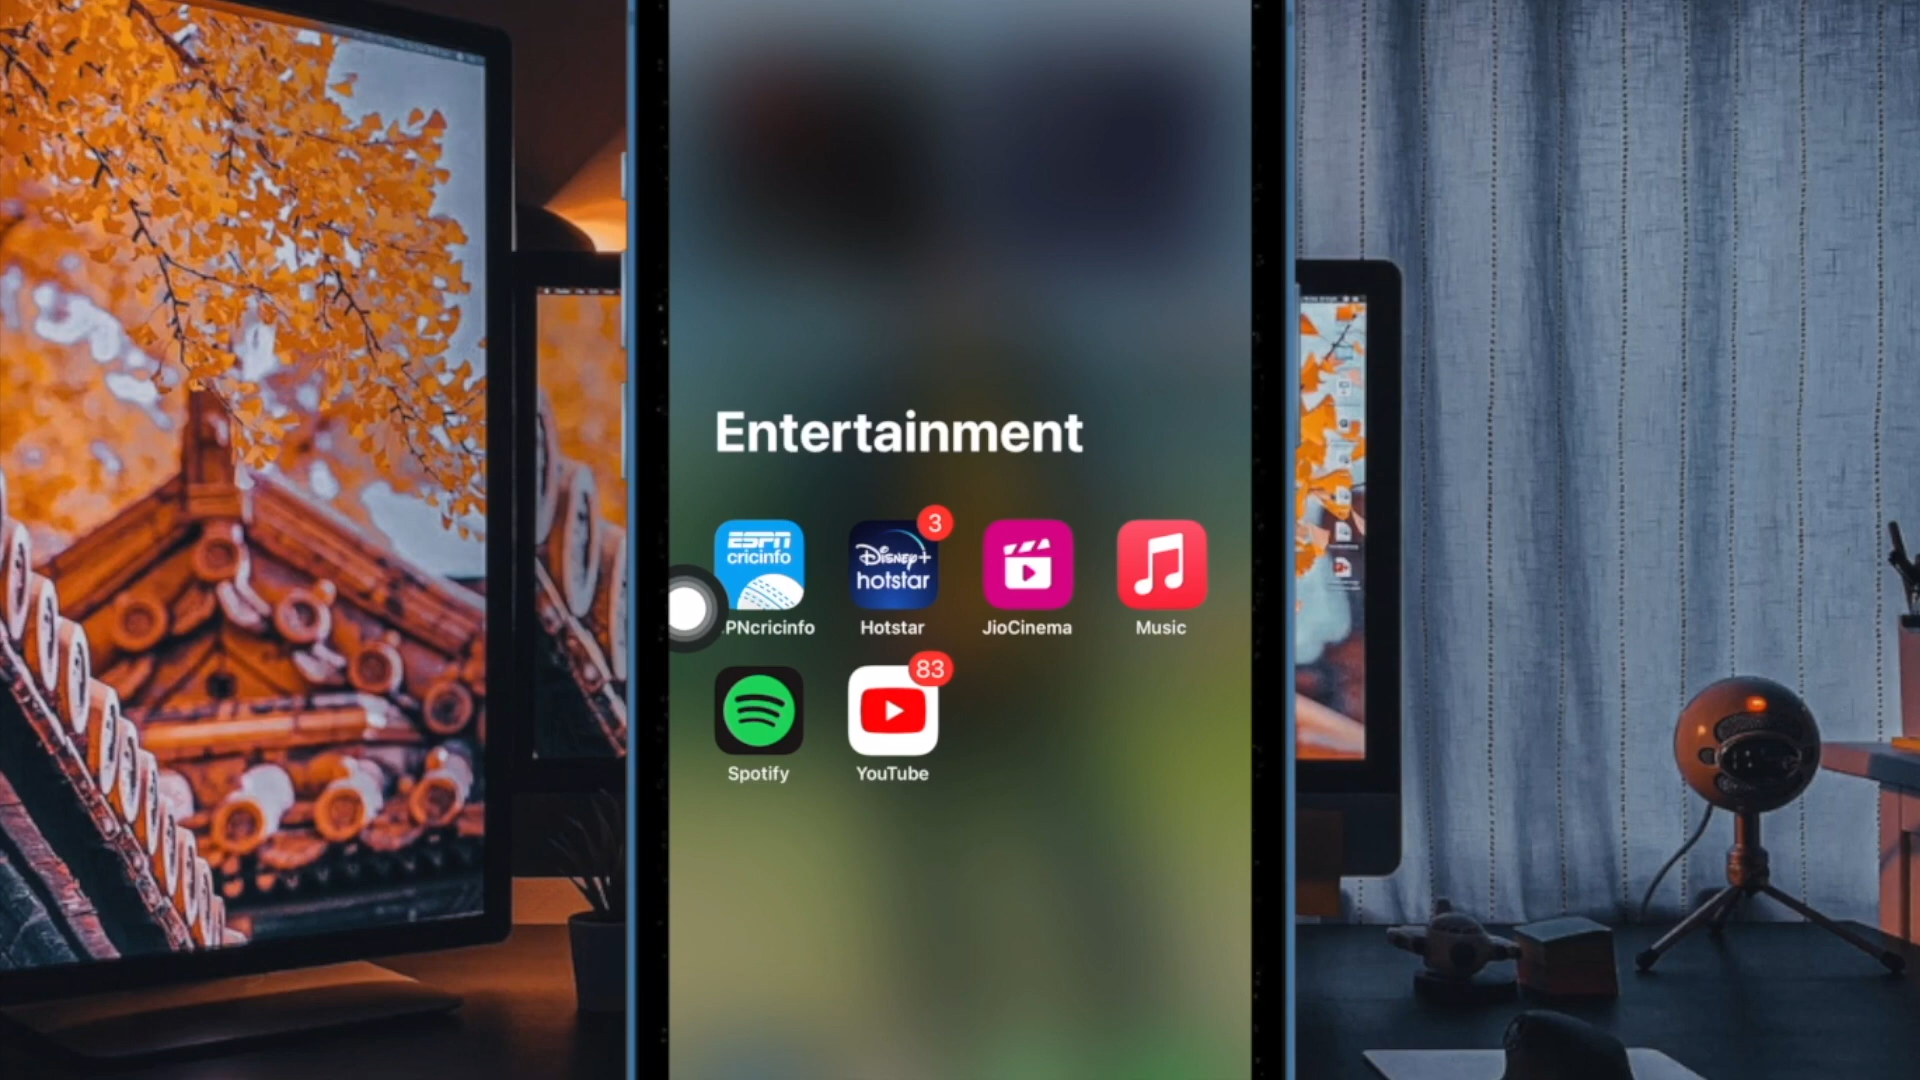 Entertainment
ESPN
cricinfo
Disney+
hotstar
3
PNcricinfo
Hotstar
JioCinema
Music
83
Spotify
YouTube